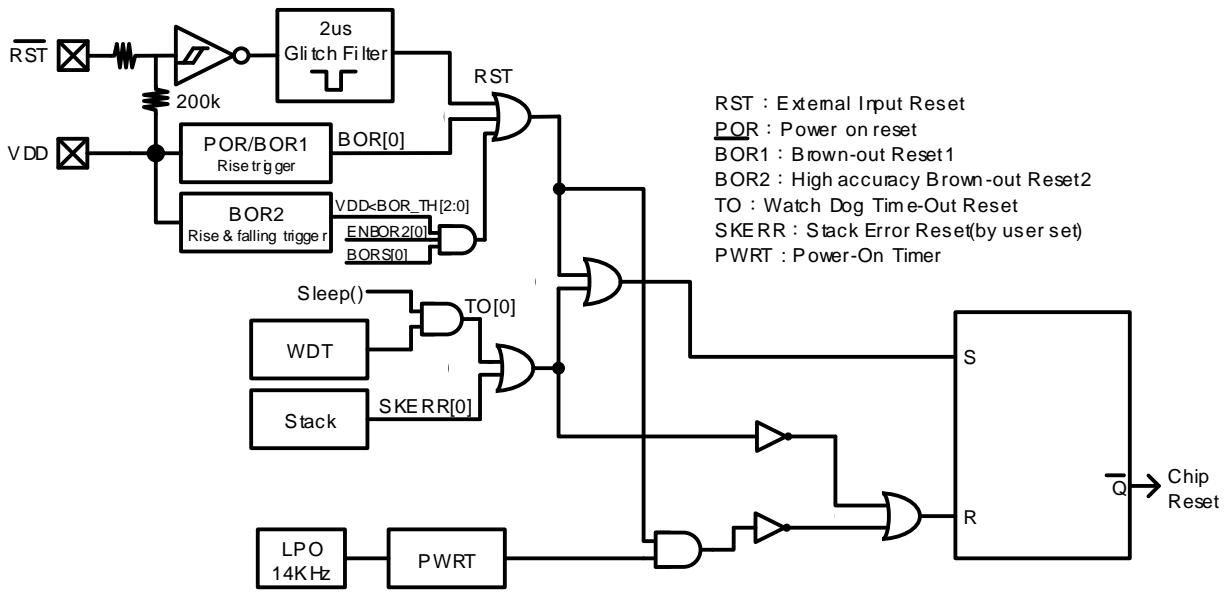 RST
2us
Glitch Filter
200k
RST
VDD
POR/BOR1
Rise trigger
BOR[0]
BOR2
Rise & falling trigger
VDD<BOR_TH[2:0]
ENBOR2[0]
BORS[0]
RST : External Input Reset
POR : Power on reset
BOR1 : Brown-out Reset1
BOR2 : High accuracy Brown-out Reset2
TO : Watch Dog Time-Out Reset
SKERR : Stack Error Reset(by user set)
PWRT : Power-On Timer
Sleep()
TO[0]
WDT
Stack
SKERR[0]
S
R
Q
Chip
Reset
LPO
14KHz
PWRT